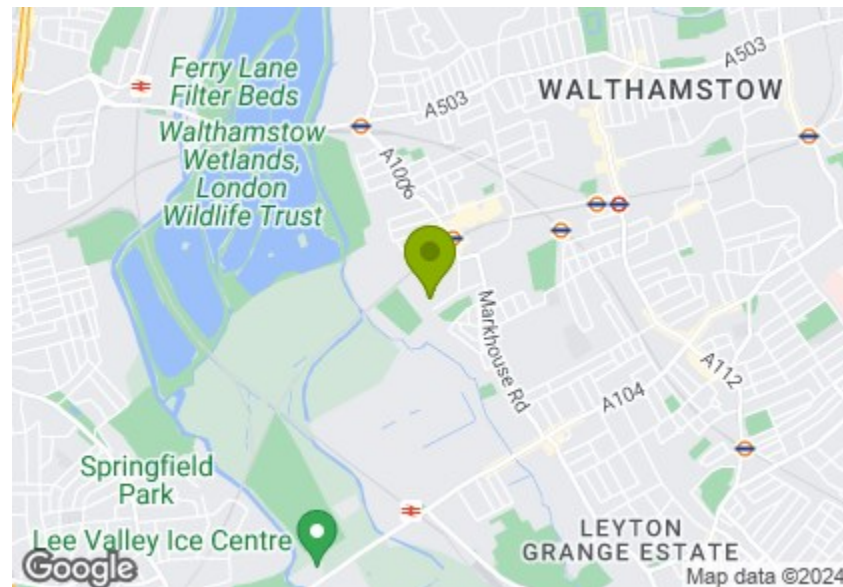 A503
Ferry Lane
Filter Beds
WALTHAMSTOW
A503
Walthamstow
Wetlands,
London
Wildlife Trust
A1006
Markhouse Rd
A112
A104
Springfield
Park
Lee Valley Ice Centre
LEYTON
GRANGE ESTATE
Google
Map data ©2024